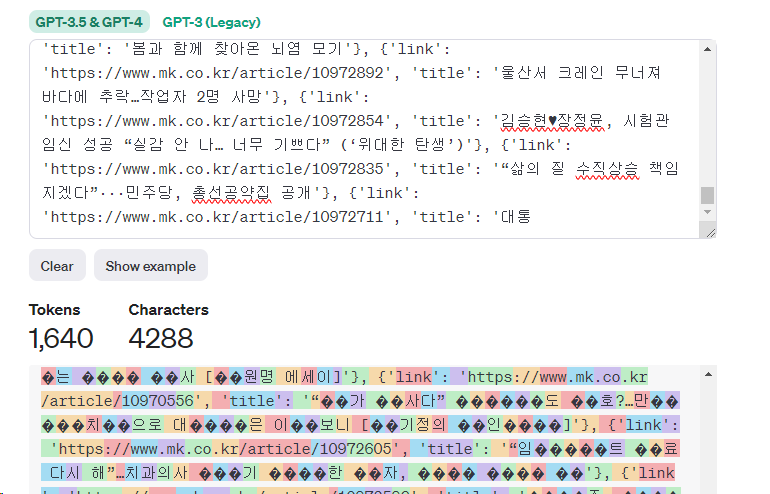 GPT-3.5 & GPT-4 GPT-3 (Legacy)
'title': '봄과 함께 찾아온 뇌염 모기'}, {'link':
'https://www.mk.co.kr/article/10972892', 'title': '울산서 크레인 무너져
바다에 추락…작업자 2명 사망'}, {'link':
'https://www.mk.co.kr/article/10972854', 'title': '김승현♥장정윤, 시험관
임신 성공 “실감 안 나… 너무 기쁘다” (‘위대한 탄생’)'}, {'link':
'https://www.mk.co.kr/article/10972835', 'title': '“삶의 질 수직상승 책임
지겠다”···민주당, 총선공약집 공개'}, {'link':
'https://www.mk.co.kr/article/10972711', 'title': '대통
Clear Show example
Tokens Characters
1,640 4288
�는 ���� ��사 [��원명 에세이]'}, {'link': 'https://www.mk.co.kr
/article/10970556', 'title': '“��가 ��사다” ������도 ��호?…만��
���치��으로 대����은 이��보니 [��기정의 ��인����]'}, {'link':
'https://www.mk.co.kr/article/10972605', 'title': '“임�����트 ��료
다시 해”…치과의사 ���기 ����한 ��자, ���� ���� ��'}, {'link